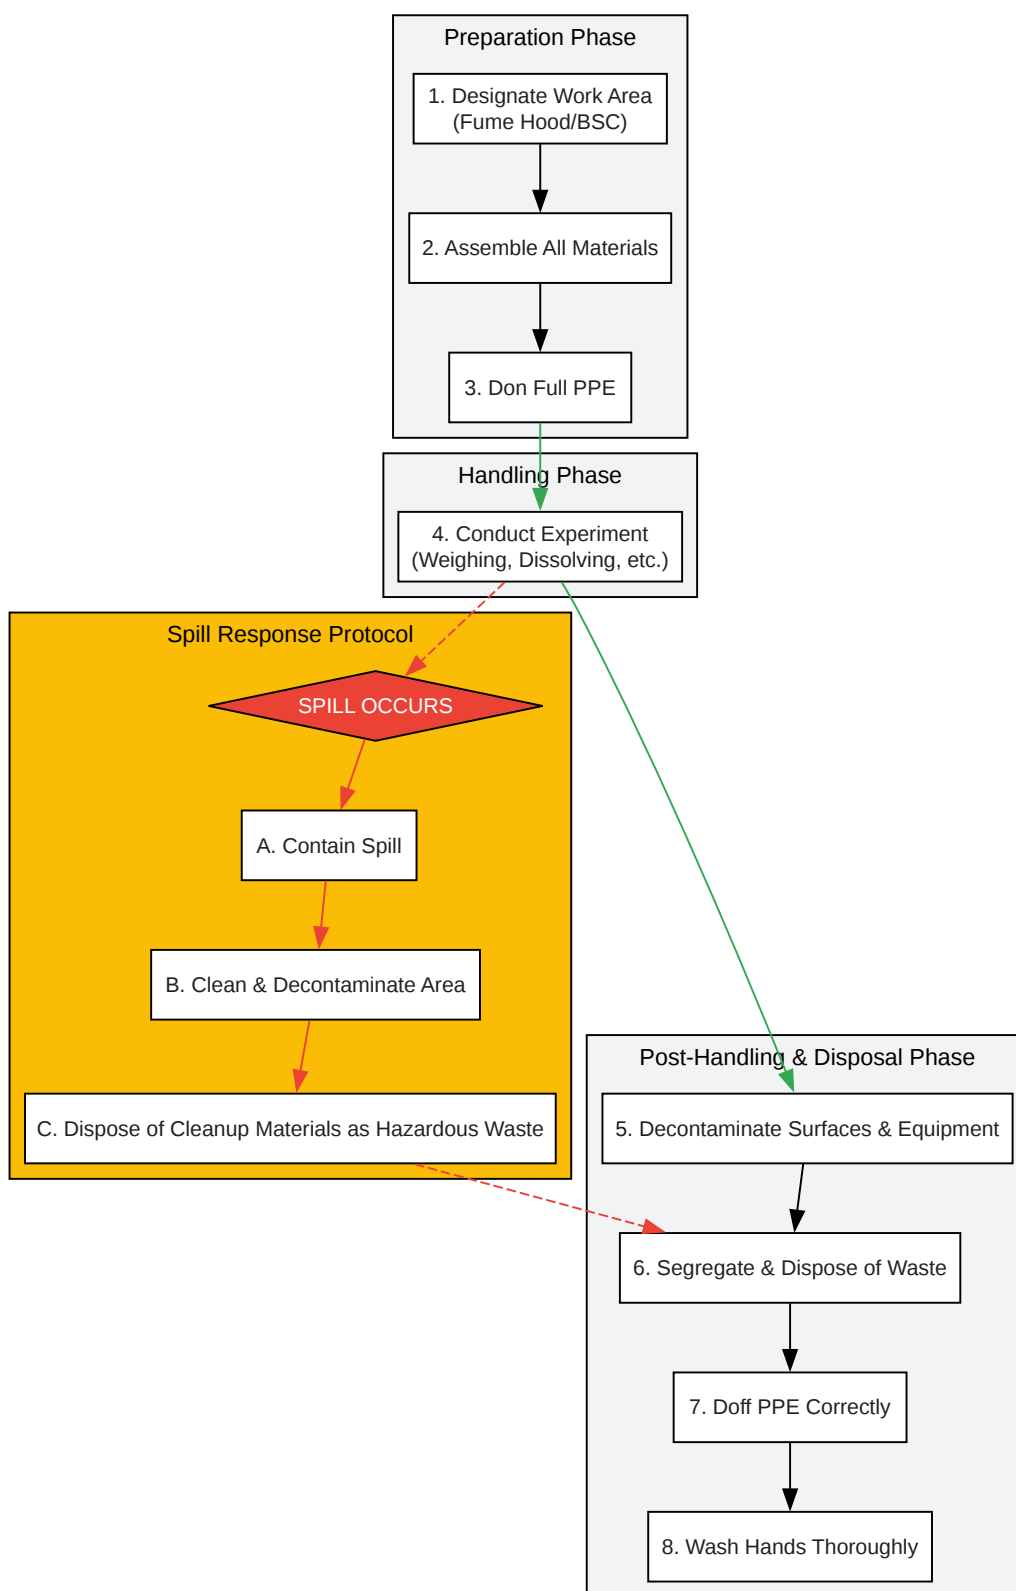 Preparation Phase
1. Designate Work Area
(Fume Hood/BSC)
2. Assemble All Materials
3. Don Full PPE
Handling Phase
4. Conduct Experiment
(Weighing, Dissolving, etc.)
Spill Response Protocol
SPILL OCCURS
A. Contain Spill
B. Clean & Decontaminate Area
C. Dispose of Cleanup Materials as Hazardous Waste
Post-Handling & Disposal Phase
5. Decontaminate Surfaces & Equipment
6. Segregate & Dispose of Waste
7. Doff PPE Correctly
8. Wash Hands Thoroughly